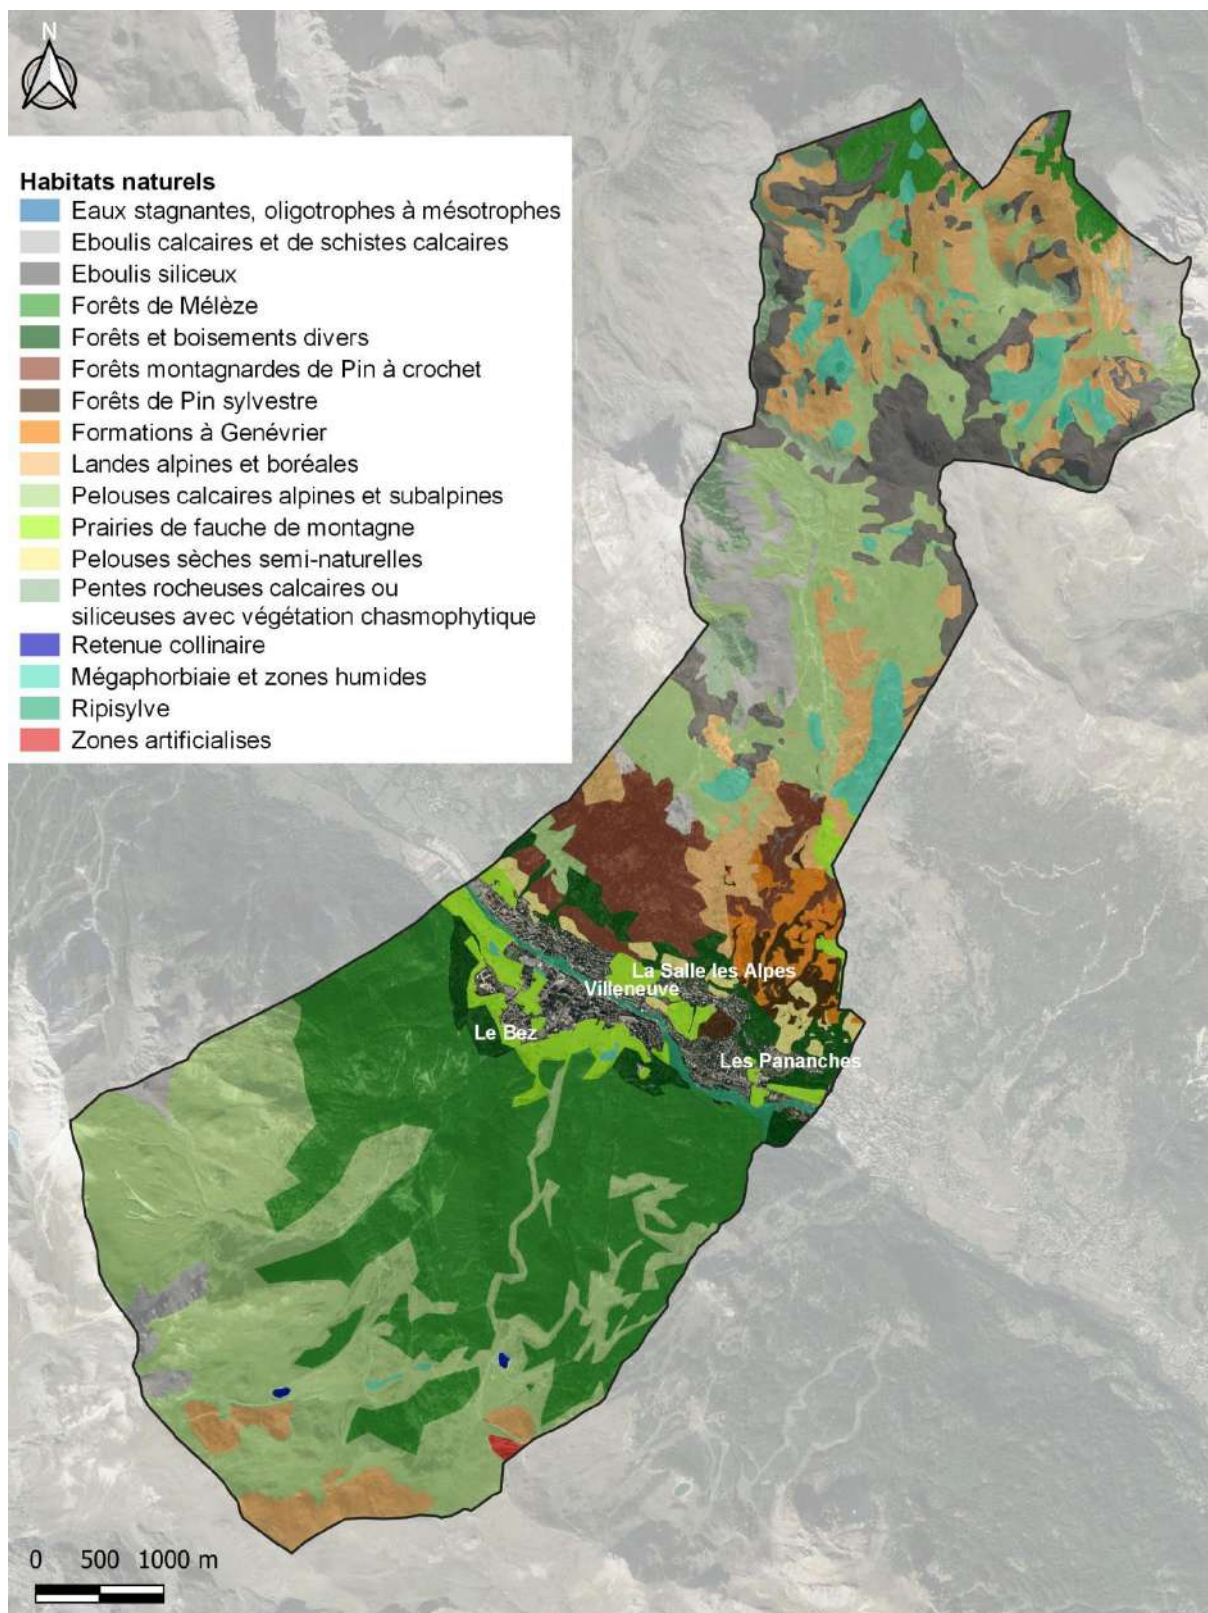 N
Habitats naturels
Eaux stagnantes, oligotrophes à mésotrophes
Eboulis calcaires et de schistes calcaires
Eboulis siliceux
Forêts de Mélèze
Forêts et boisements divers
Forêts montagnardes de Pin à crochet
Forêts de Pin sylvestre
Formations à Genévrier
Landes alpines et boréales
Pelouses calcaires alpines et subalpines
Prairies de fauche de montagne
Pelouses sèches semi-naturelles
Pentes rocheuses calcaires ou
siliceuses avec végétation chasmophytique
Retenue collinaire
Mégaphorbiaie et zones humides
Ripisylve
Zones artificialises
La Salle les Alpes
Villeneuve
Le Bez
Les Pananches
0 500 1000 m